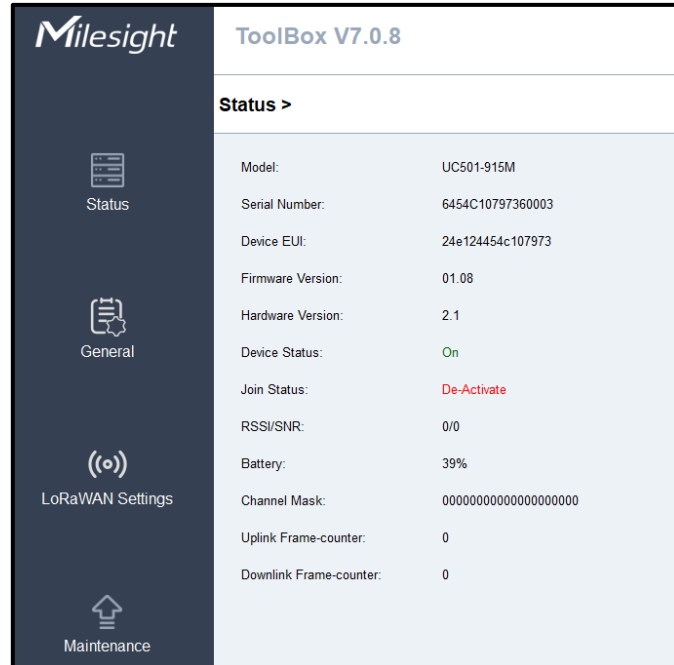 Milesight
ToolBox V7.0.8
Status >
Status
General
LoRaWAN Settings
Maintenance
Model: UC501-915M
Serial Number: 6454C10797360003
Device EUI: 24e124454c107973
Firmware Version: 01.08
Hardware Version: 2.1
Device Status: On
Join Status: De-Activate
RSSI/SNR: 0/0
Battery: 39%
Channel Mask: 00000000000000000000
Uplink Frame-counter: 0
Downlink Frame-counter: 0